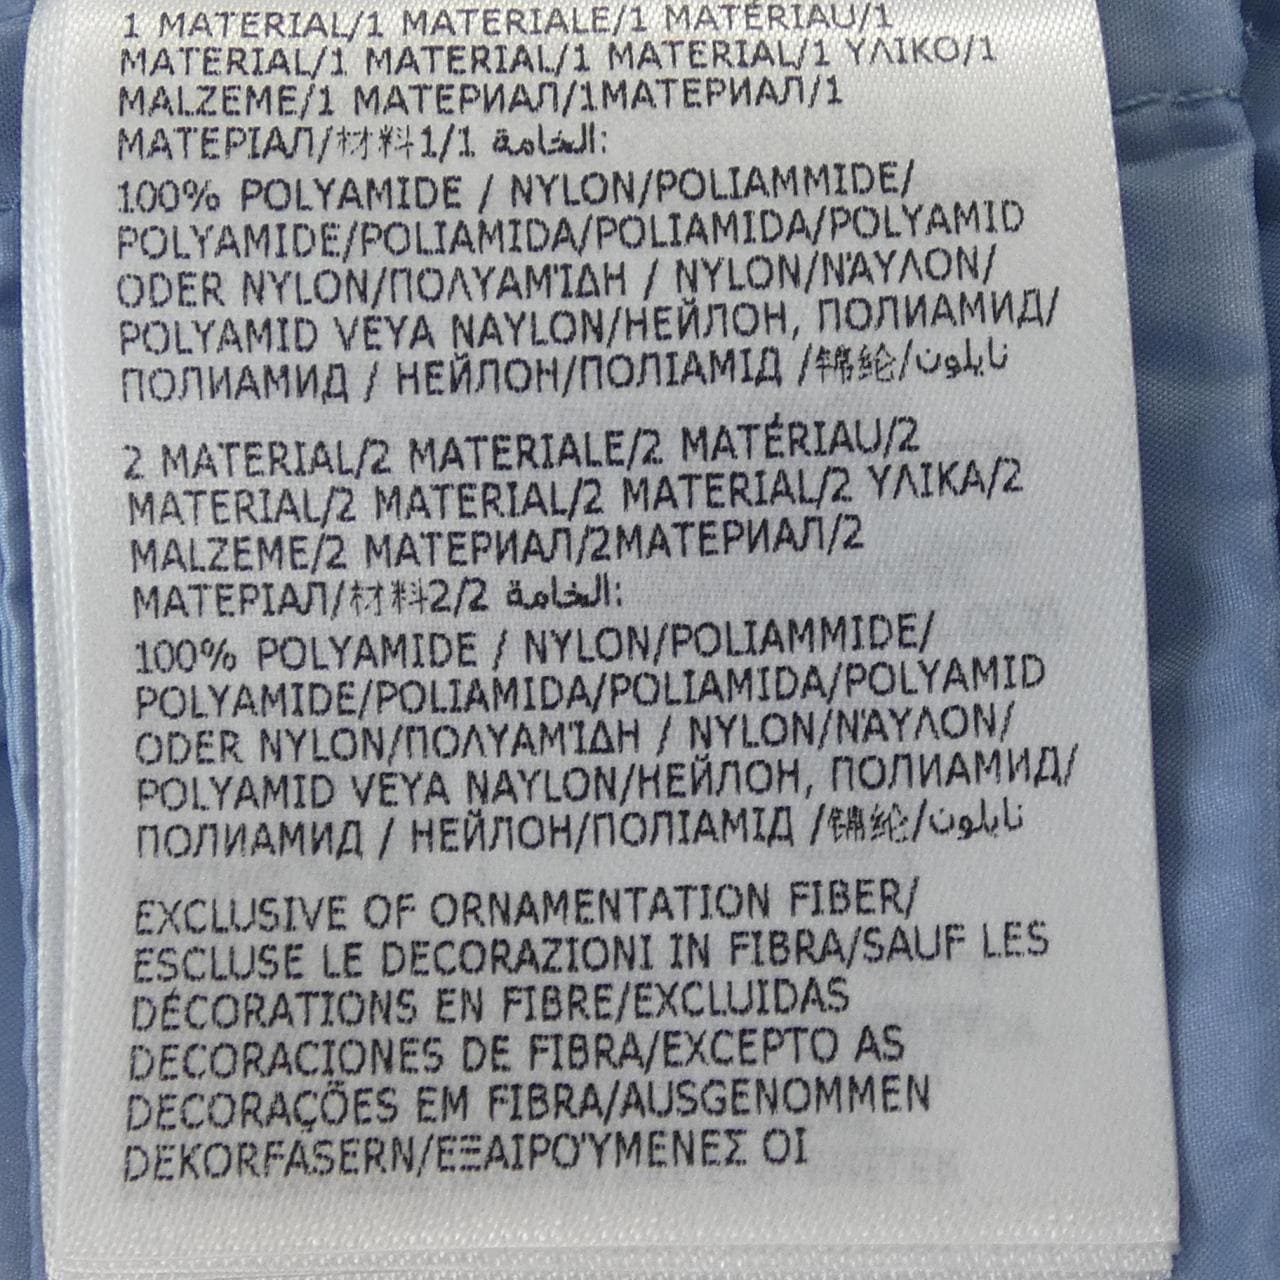 1 MATERIAL/1 MATERIALE/1 MATÉRIAU/1
MATERIAL/1 MATERIAL/1 MATERIAL/1 ΥΛΙΚΟ/1
MALZEME/1 МАТЕРИАЛ/1МАТЕРИАЛ/1
МАТЕРІАЛ/材料1/1 الخامة:
100% POLYAMIDE / NYLON/POLIAMMIDE/
POLYAMIDE/POLIAMIDA/POLIAMIDA/POLYAMID
ODER NYLON/ΠΟΛΥΑΜΊΔΗ / NYLON/ΝΆΥΛΟΝ/
POLYAMID VEYA NAYLON/НЕЙЛОН, ПОЛИАМИД/
ПОЛИАМИД / НЕЙЛОН/ПОЛІАМІД /锦纶/نايلون
2 MATERIAL/2 MATERIALE/2 MATÉRIAU/2
MATERIAL/2 MATERIAL/2 MATERIAL/2 ΥΛΙΚΑ/2
MALZEME/2 МАТЕРИАЛ/2МАТЕРИАЛ/2
МАТЕРІАЛ/材料2/2 الخامة:
100% POLYAMIDE / NYLON/POLIAMMIDE/
POLYAMIDE/POLIAMIDA/POLIAMIDA/POLYAMID
ODER NYLON/ΠΟΛΥΑΜΊΔΗ / NYLON/ΝΆΥΛΟΝ/
POLYAMID VEYA NAYLON/НЕЙЛОН, ПОЛИАМИД/
ПОЛИАМИД / НЕЙЛОН/ПОЛІАМІД /锦纶/نايلون
EXCLUSIVE OF ORNAMENTATION FIBER/
ESCLUSE LE DECORAZIONI IN FIBRA/SAUF LES
DÉCORATIONS EN FIBRE/EXCLUIDAS
DECORACIONES DE FIBRA/EXCEPTO AS
DECORAÇÕES EM FIBRA/AUSGENOMMEN
DEKORFASERN/ΕΞΑΙΡΟΎΜΕΝΕΣ ΟΙ